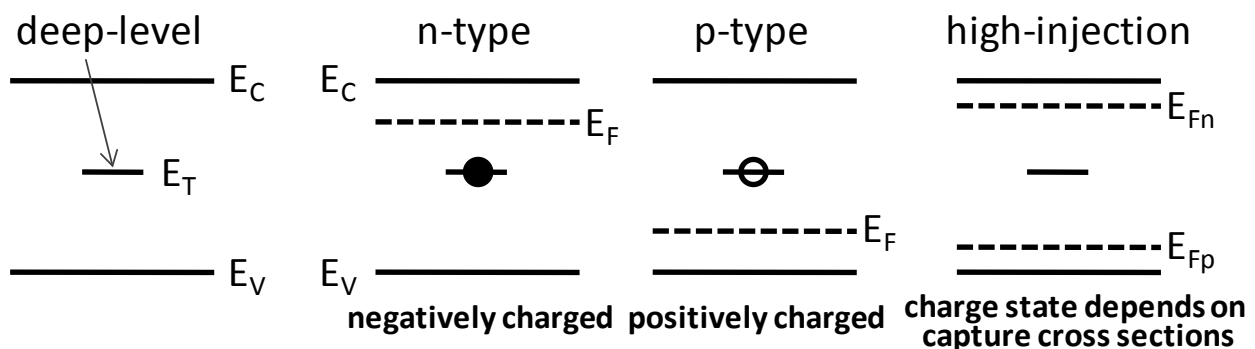 deep-level
n-type
p-type
high-injection
E_C
E_C
E_F
E_Fn
E_T
E_F
E_Fp
E_V
E_V
negatively charged
positively charged
charge state depends on
capture cross sections